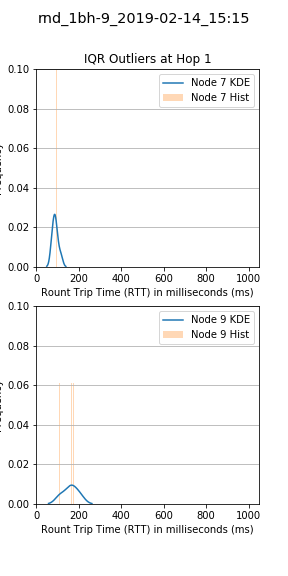 rnd_1bh-9_2019-02-14_15:15
IQR Outliers at Hop 1
0.10
0.08
0.06
0.04
0.02
0.00
Node 7 KDE
Node 7 Hist
0 200 400 600 800 1000
Rount Trip Time (RTT) in milliseconds (ms)
0.10
0.08
0.06
0.04
0.02
0.00
Node 9 KDE
Node 9 Hist
0 200 400 600 800 1000
Rount Trip Time (RTT) in milliseconds (ms)